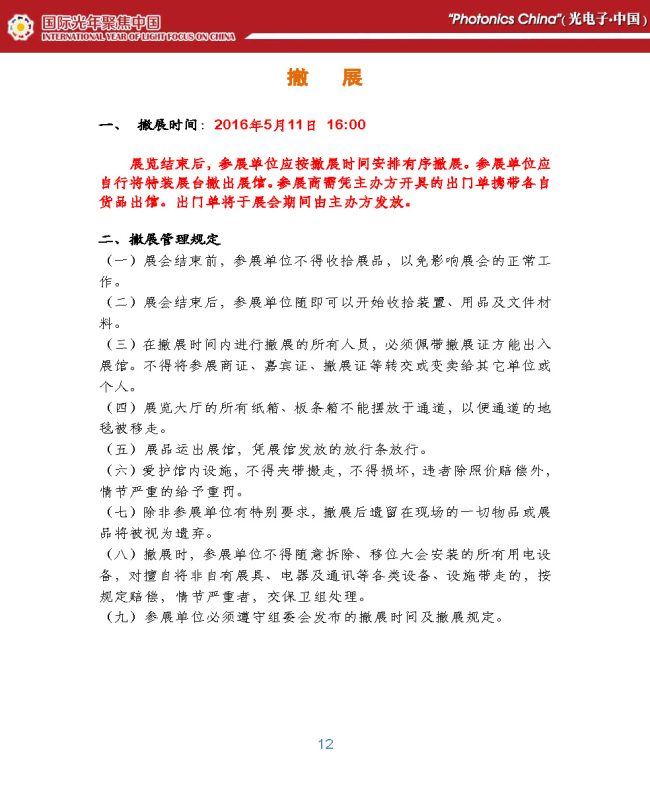 国际光年聚焦中国
INTERNATIONAL YEAR OF LIGHT FOCUS ON CHINA
"Photonics China"(光电子·中国)
撤 展
一、 撤展时间：2016年5月11日 16:00
展览结束后，参展单位应按撤展时间安排有序撤展。参展单位应
自行将特装展台撤出展馆。参展商需凭主办方开具的出门单携带各自
货品出馆。出门单将于展会期间由主办方发放。
二、撤展管理规定
（一）展会结束前，参展单位不得收拾展品，以免影响展会的正常工
作。
（二）展会结束后，参展单位随即可以开始收拾装置、用品及文件材
料。
（三）在撤展时间内进行撤展的所有人员，必须佩带撤展证方能出入
展馆。不得将参展商证、嘉宾证、撤展证等转交或变卖给其它单位或
个人。
（四）展览大厅的所有纸箱、板条箱不能摆放于通道，以便通道的地
毯被移走。
（五）展品运出展馆，凭展馆发放的放行条放行。
（六）爱护馆内设施，不得夹带搬走，不得损坏，违者除照价赔偿外，
情节严重的给予重罚。
（七）除非参展单位有特别要求，撤展后遗留在现场的一切物品或展
品将被视为遗弃。
（八）撤展时，参展单位不得随意拆除、移位大会安装的所有用电设
备，对擅自将非自有展具、电器及通讯等各类设备、设施带走的，按
规定赔偿，情节严重者，交保卫组处理。
（九）参展单位必须遵守组委会发布的撤展时间及撤展规定。
12